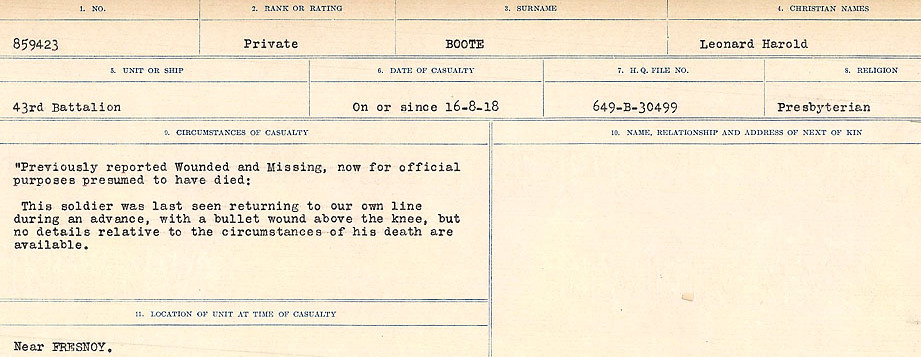 1. NO. 2. RANK OR RATING 3. SURNAME 4. CHRISTIAN NAMES
859423 Private BOOTE Leonard Harold
5. UNIT OR SHIP 6. DATE OF CASUALTY 7. H. Q. FILE NO. 8. RELIGION
43rd Battalion On or since 16-8-18 649-B-30499 Presbyterian
9. CIRCUMSTANCES OF CASUALTY 10. NAME, RELATIONSHIP AND ADDRESS OF NEXT OF KIN
"Previously reported Wounded and Missing, now for official
purposes presumed to have died:
This soldier was last seen returning to our own line
during an advance, with a bullet wound above the knee, but
no details relative to the circumstances of his death are
available.
11. LOCATION OF UNIT AT TIME OF CASUALTY
Near FRESNOY.